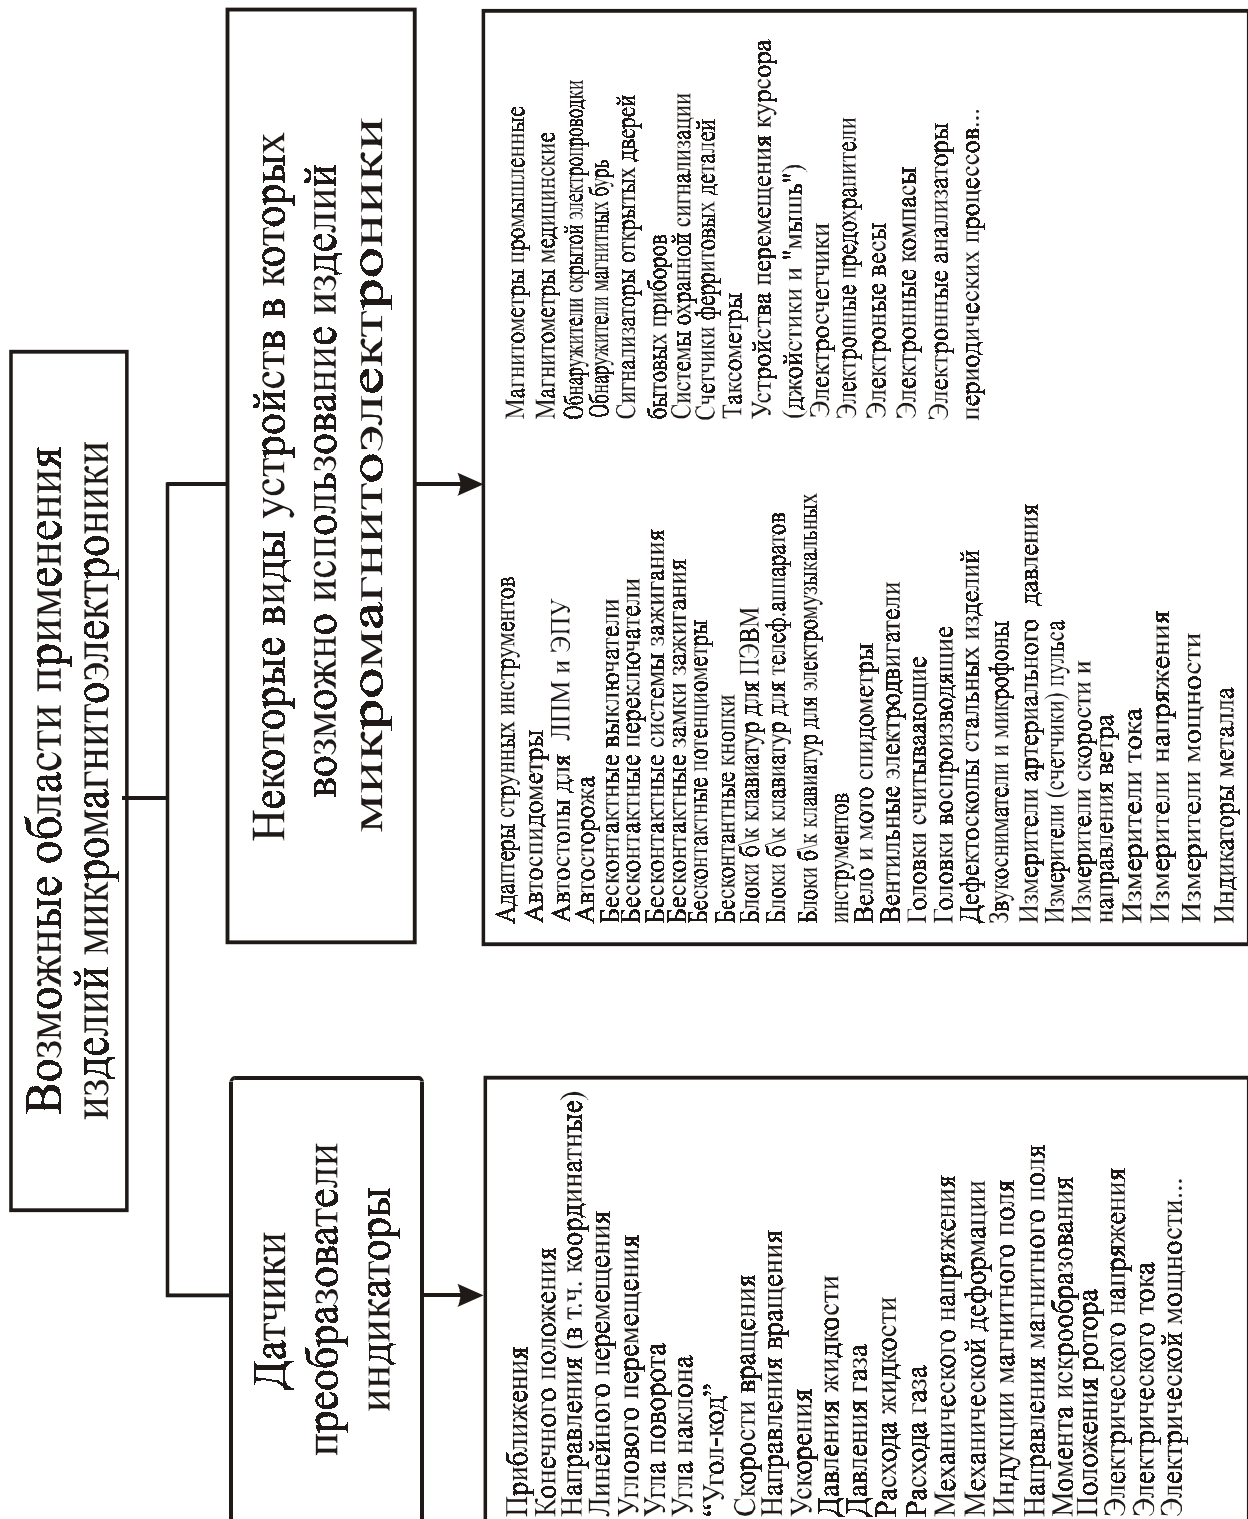 Возможные области применения
изделий микромагнитоэлектроники
Датчики
преобразователи
индикаторы
Приближения
Конечного положения
Направления (в т.ч. координатные)
Линейного перемещения
Углового перемещения
Угла поворота
Угла наклона
“Угол-код”
Скорости вращения
Направления вращения
Ускорения
Давления жидкости
Давления газа
Расхода жидкости
Расхода газа
Механического напряжения
Механической деформации
Индукции магнитного поля
Направления магнитного поля
Момента искрообразования
Положения ротора
Электрического напряжения
Электрического тока
Электрической мощности...
Некоторые виды устройств в которых
возможно использование изделий
микромагнитоэлектроники
Адаптеры струнных инструментов
Автоспидометры
Автостопы для ЛПМ и ЭПУ
Автосторожа
Бесконтактные выключатели
Бесконтактные переключатели
Бесконтактные системы зажигания
Бесконтактные замки зажигания
Бесконтактные потенциометры
Бесконтантные кнопки
Блоки б\к клавиатур для ПЭВМ
Блоки б\к клавиатур для телеф.аппаратов
Блоки б\к клавиатур для электромузыкальных
инструментов
Вело и мото спидометры
Вентильные электродвигатели
Головки считываающие
Головки воспроизводящие
Дефектоскопы стальных изделий
Звукосниматели и микрофоны
Измерители артериального давления
Измерители (счетчики) пульса
Измерители скорости и
направления ветра
Измерители тока
Измерители напряжения
Измерители мощности
Индикаторы металла
Магнитометры промышленные
Магнитометры медицинские
Обнаружители скрытой электропроводки
Обнаружители магнитных бурь
Сигнализаторы открытых дверей
бытовых приборов
Системы охранной сигнализации
Счетчики ферритовых деталей
Таксометры
Устройства перемещения курсора
(джойстики и "мышь")
Электросчетчики
Электронные предохранители
Электроные весы
Электронные компасы
Электронные анализаторы
периодических процессов...